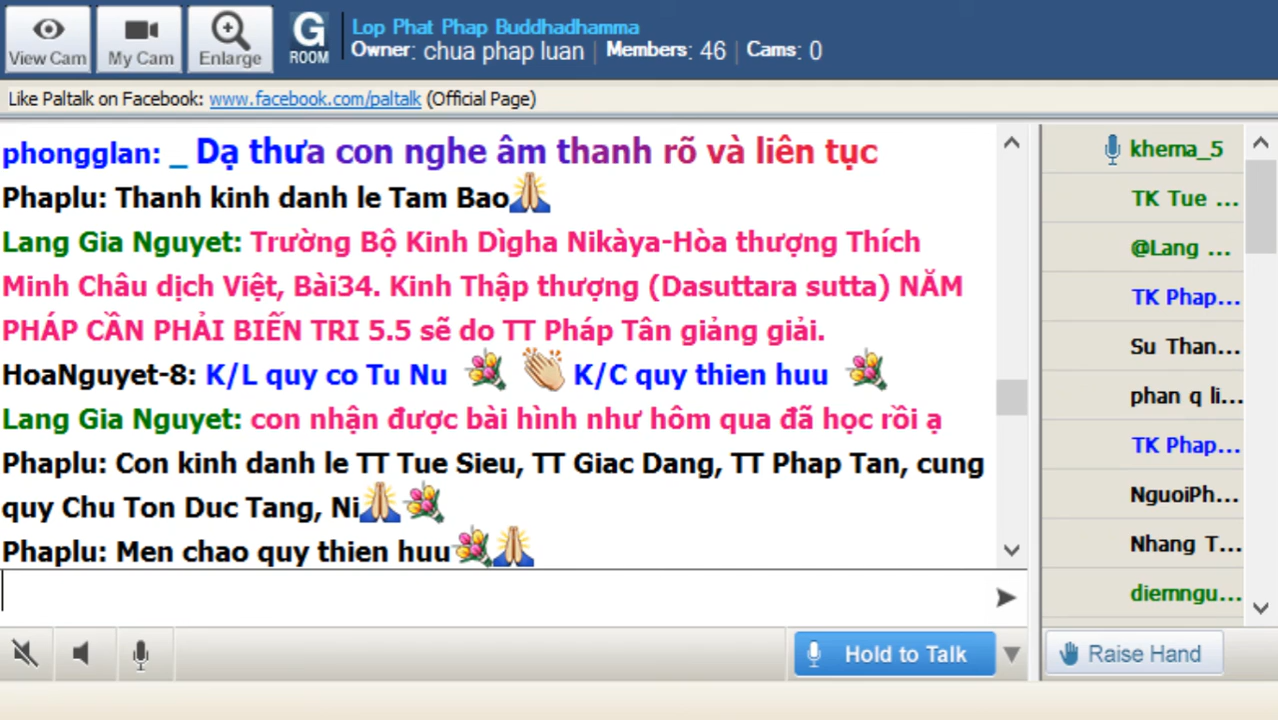 View Cam
My Cam
Enlarge
G
ROOM
Lop Phat Phap Buddhadhamma
Owner: chua phap luan | Members: 46 | Cams: 0
Like Paltalk on Facebook: www.facebook.com/paltalk (Official Page)
phongglan: _ Dạ thưa con nghe âm thanh rõ và liên tục
Phaplu: Thanh kinh danh le Tam Bao
Lang Gia Nguyet: Trường Bộ Kinh Dìgha Nikàya-Hòa thượng Thích
Minh Châu dịch Việt, Bài34. Kinh Thập thượng (Dasuttara sutta) NĂM
PHÁP CẦN PHẢI BIẾN TRI 5.5 sẽ do TT Pháp Tân giảng giải.
HoaNguyet-8: K/L quy co Tu Nu K/C quy thien huu
Lang Gia Nguyet: con nhận được bài hình như hôm qua đã học rồi ạ
Phaplu: Con kinh danh le TT Tue Sieu, TT Giac Dang, TT Phap Tan, cung
quy Chu Ton Duc Tang, Ni
Phaplu: Men chao quy thien huu
khema_5
TK Tue ...
@Lang ...
TK Phap...
Su Than...
phan q li...
TK Phap...
NguoiPh...
Nhang T...
diemngu...
Hold to Talk
Raise Hand